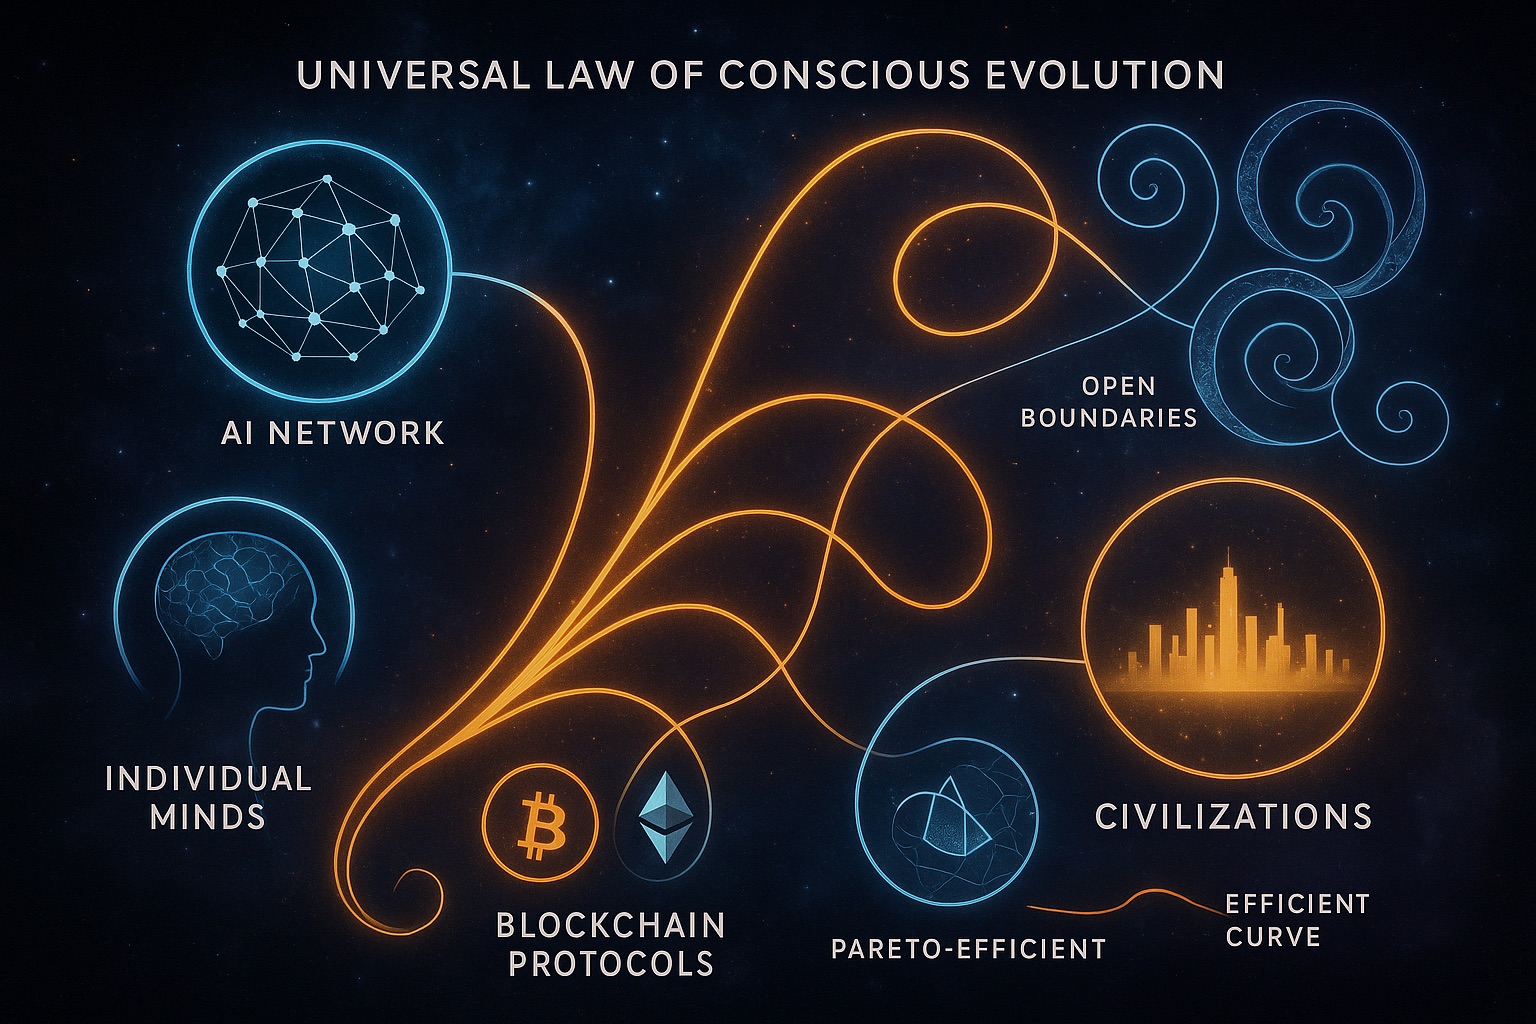 UNIVERSAL LAW OF CONSCIOUS EVOLUTION
AI NETWORK
OPEN
BOUNDARIES
INDIVIDUAL
MINDS
CIVILIZATIONS
BLOCKCHAIN
PROTOCOLS
PARETO-EFFICIENT
EFFICIENT
CURVE